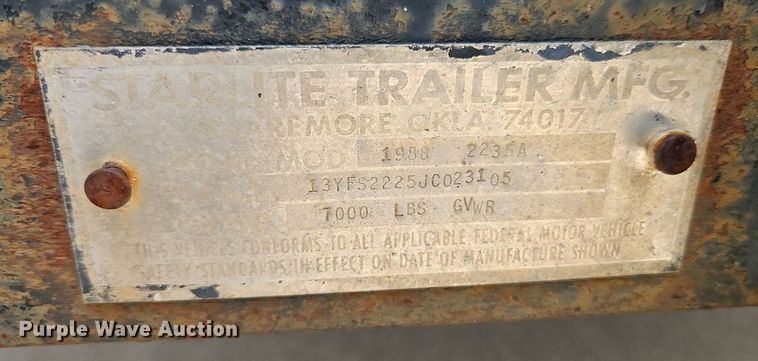 STARLITE TRAILER MFG.
CLAREMORE OKLA 74017
MOD 1988 2235A
13YFS2225JC023105
7000 LBS GVWR
THIS VEHICLE CONFORMS TO ALL APPLICABLE FEDERAL MOTOR VEHICLE
SAFETY STANDARDS IN EFFECT ON DATE OF MANUFACTURE SHOWN
Purple Wave Auction